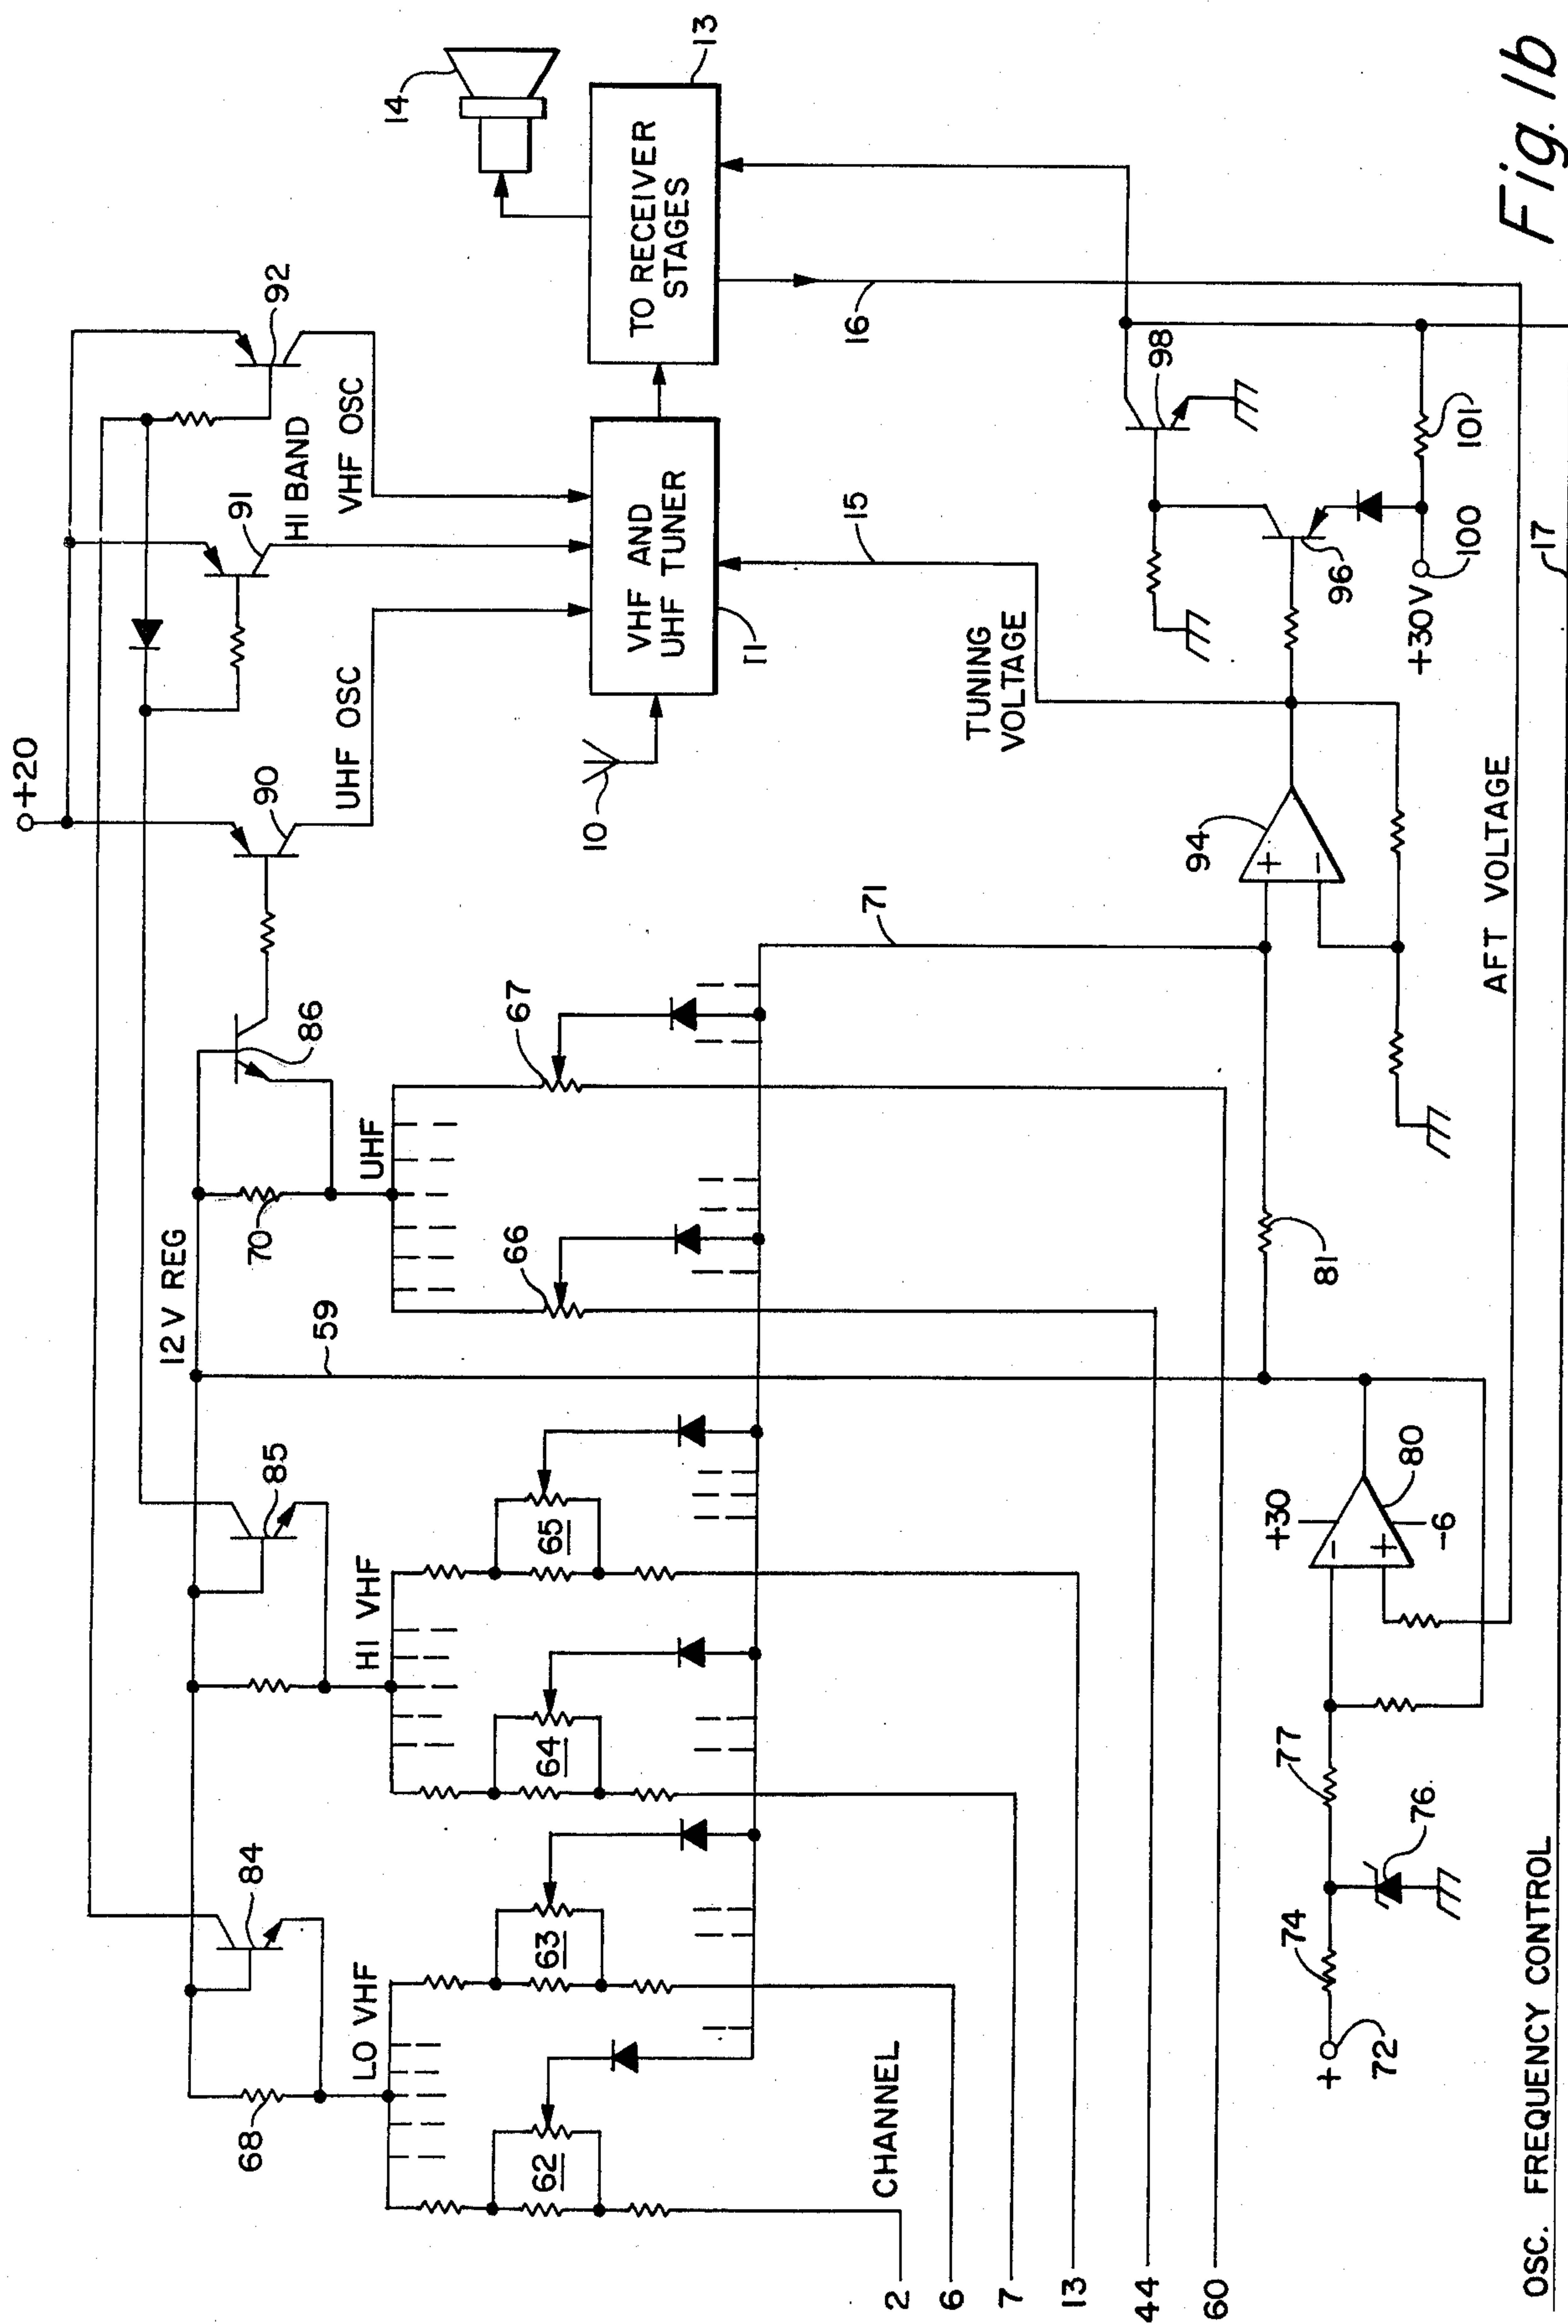 +20
92
14
91
HI BAND
VHF OSC
13
TO RECEIVER
STAGES
90
UHF OSC
VHF AND
UHF TUNER
11
10
16
15
TUNING
VOLTAGE
98
101
96
+30V
100
17
94
+
−
AFT VOLTAGE
71
86
67
12 V REG
70
UHF
66
59
81
85
HI VHF
65
64
+30
80
−
+
-6
84
LO VHF
63
68
62
77
76
74
+
72
CHANNEL
2
6
7
13
44
60
OSC. FREQUENCY CONTROL
Fig. 1b